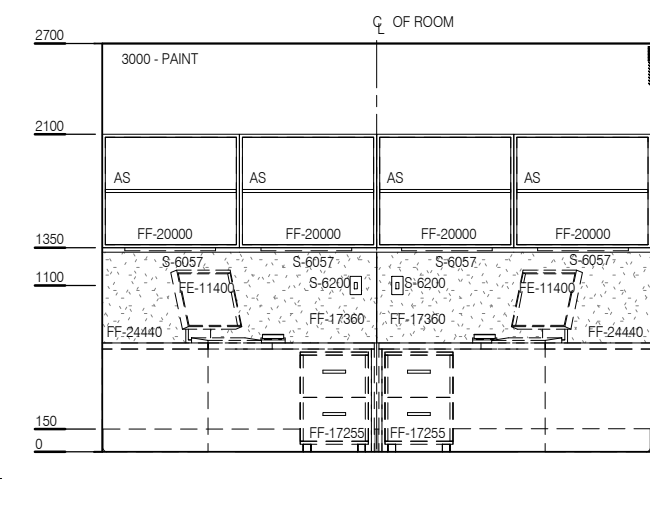 C L OF ROOM
2700
3000 - PAINT
2100
AS AS AS AS
FF-20000 FF-20000 FF-20000 FF-20000
1350
S-6057 S-6057 S-6057 S-6057
1100
FE-11400 S-6200 S-6200 FE-11400
FF-17360 FF-17360
FF-24440 FF-24440
150
FF-17255 FF-17255
0